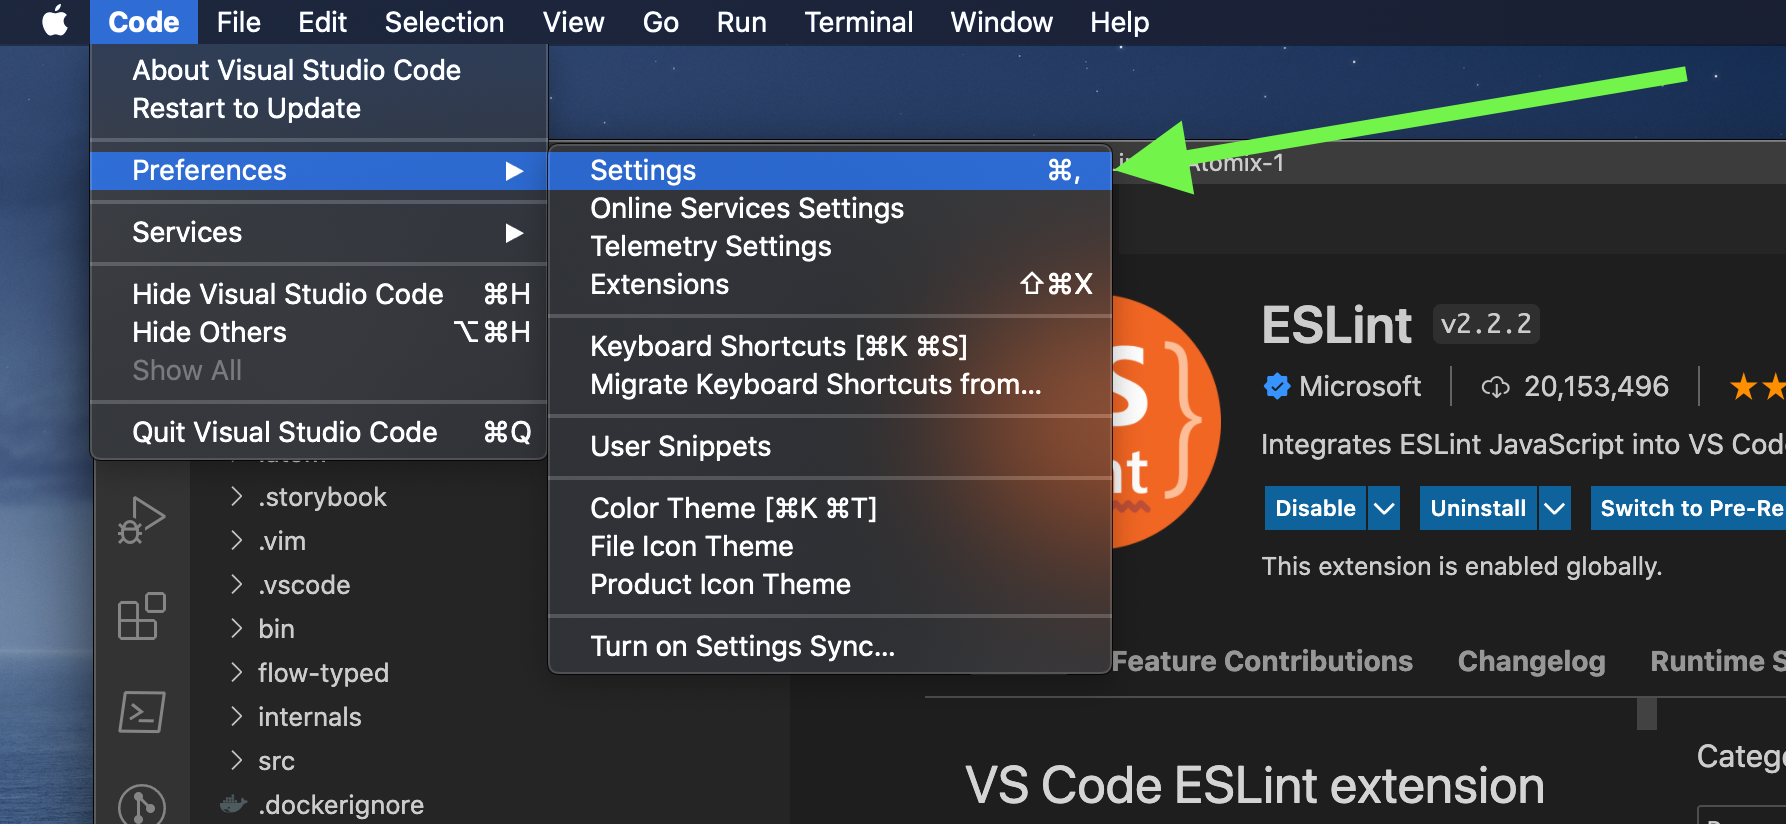 Code File Edit Selection View Go Run Terminal Window Help
About Visual Studio Code
Restart to Update
Preferences
Services
Hide Visual Studio Code ⌘H
Hide Others ⌥⌘H
Show All
Quit Visual Studio Code ⌘Q
Settings ⌘,
Online Services Settings
Telemetry Settings
Extensions ⇧⌘X
Keyboard Shortcuts [⌘K ⌘S]
Migrate Keyboard Shortcuts from...
User Snippets
Color Theme [⌘K ⌘T]
File Icon Theme
Product Icon Theme
Turn on Settings Sync...
Atomix-1
.storybook
.vim
.vscode
bin
flow-typed
internals
src
.dockerignore
ESLint v2.2.2
Microsoft 20,153,496
Integrates ESLint JavaScript into VS Cod
Disable Uninstall Switch to Pre-Re
This extension is enabled globally.
Feature Contributions Changelog Runtime S
VS Code ESLint extension
Catego